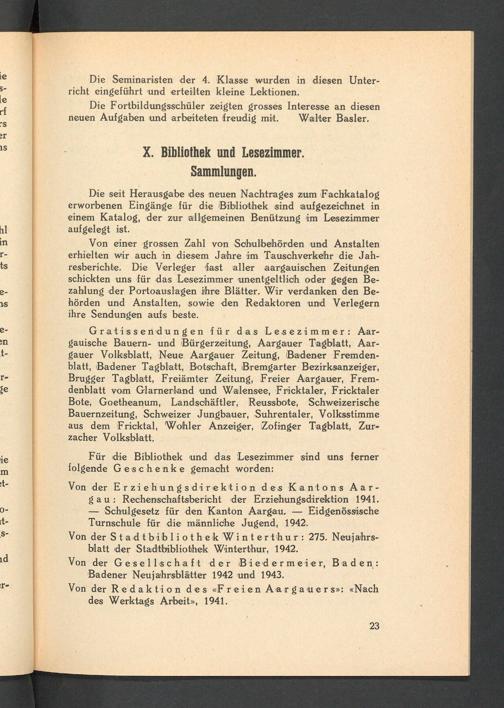 Die Seminaristen der 4. Klasse wurden in diesen Unter-
richt eingeführt und erteilten kleine Lektionen.
Die Fortbildungsschüler zeigten grosses Interesse an diesen
neuen Aufgaben und arbeiteten freudig mit. Walter Basler.
X. Bibliothek und Lesezimmer.
Sammlungen.
Die seit Herausgabe des neuen Nachtrages zum Fachkatalog
erworbenen Eingänge für die Bibliothek sind aufgezeichnet in
einem Katalog, der zur allgemeinen Benützung im Lesezimmer
aufgelegt ist.
Von einer grossen Zahl von Schulbehörden und Anstalten
erhielten wir auch in diesem Jahre im Tauschverkehr die Jah-
resberichte. Die Verleger fast aller aargauischen Zeitungen
schickten uns für das Lesezimmer unentgeltlich oder gegen Be-
zahlung der Portoauslagen ihre Blätter. Wir verdanken den Be-
hörden und Anstalten, sowie den Redaktoren und Verlegern
ihre Sendungen aufs beste.
Gratissendungen für das Lesezimmer: Aar-
gauische Bauern- und Bürgerzeitung, Aargauer Tagblatt, Aar-
gauer Volksblatt, Neue Aargauer Zeitung, Badener Fremden-
blatt, Badener Tagblatt, Botschaft, Bremgarter Bezirksanzeiger,
Brugger Tagblatt, Freiämter Zeitung, Freier Aargauer, Frem-
denblatt vom Glarnerland und Walensee, Fricktaler, Fricktaler
Bote, Goetheanum, Landschäftler, Reussbote, Schweizerische
Bauernzeitung, Schweizer Jungbauer, Suhrentaler, Volksstimme
aus dem Fricktal, Wohler Anzeiger, Zofinger Tagblatt, Zur-
zacher Volksblatt.
Für die Bibliothek und das Lesezimmer sind uns ferner
folgende Geschenke gemacht worden:
Von der Erziehungsdirektion des Kantons Aar-
gau: Rechenschaftsbericht der Erziehungsdirektion 1941.
— Schulgesetz für den Kanton Aargau. — Eidgenössische
Turnschule für die männliche Jugend, 1942.
Von der Stadtbibliothek Winterthur: 275. Neujahrs-
blatt der Stadtbibliothek Winterthur, 1942.
Von der Gesellschaft der Biedermeier, Baden:
Badener Neujahrsblätter 1942 und 1943.
Von der Redaktion des «Freien Aargauers»: «Nach
des Werktags Arbeit», 1941.
23